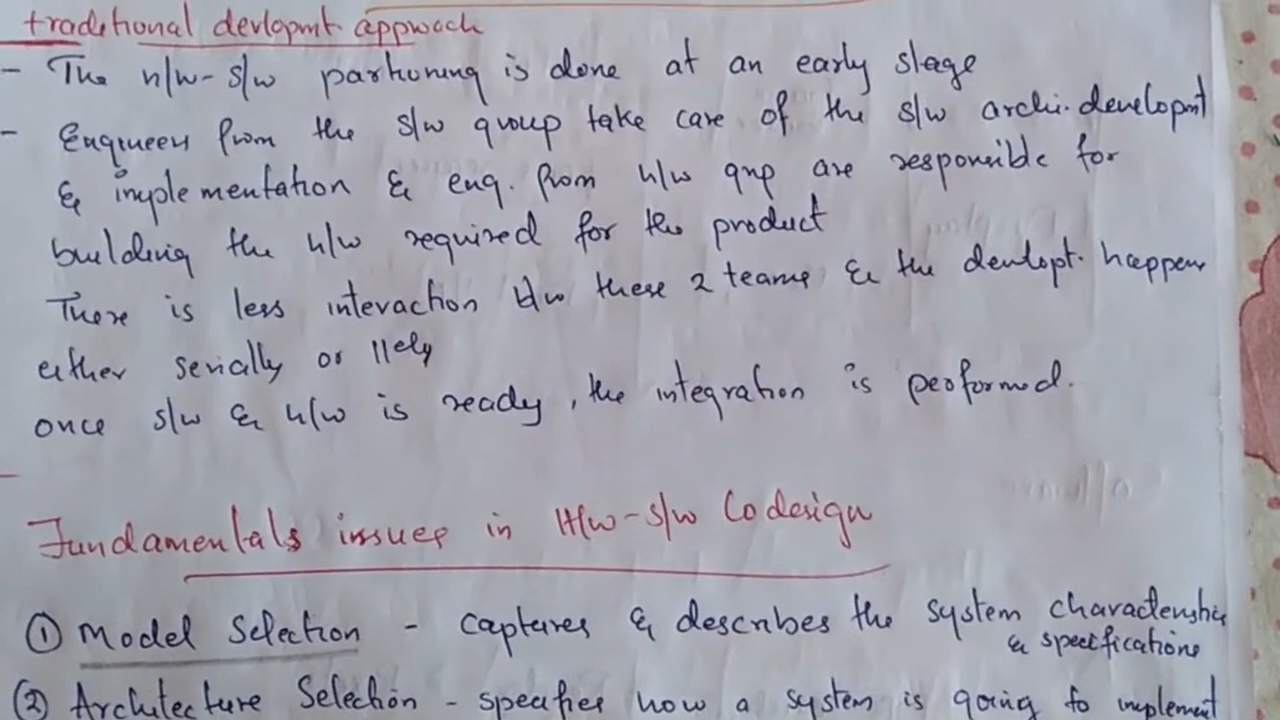 traditional devlopmt approach
- The h/w-s/w partioning is done at an early stage
- Engineers from the s/w group take care of the s/w archi. developmt
& implementation & eng. from h/w grp are responsible for
building the h/w required for the product
There is less interaction b/w these 2 teams & the devlopt. happens
either serially or llely
once s/w & h/w is ready, the integration is performed.
Fundamentals issues in H/w-s/w Codesign
① Model Selection - captures & describes the system characteristics
& specifications
② Architecture Selection - specifies how a system is going to implement